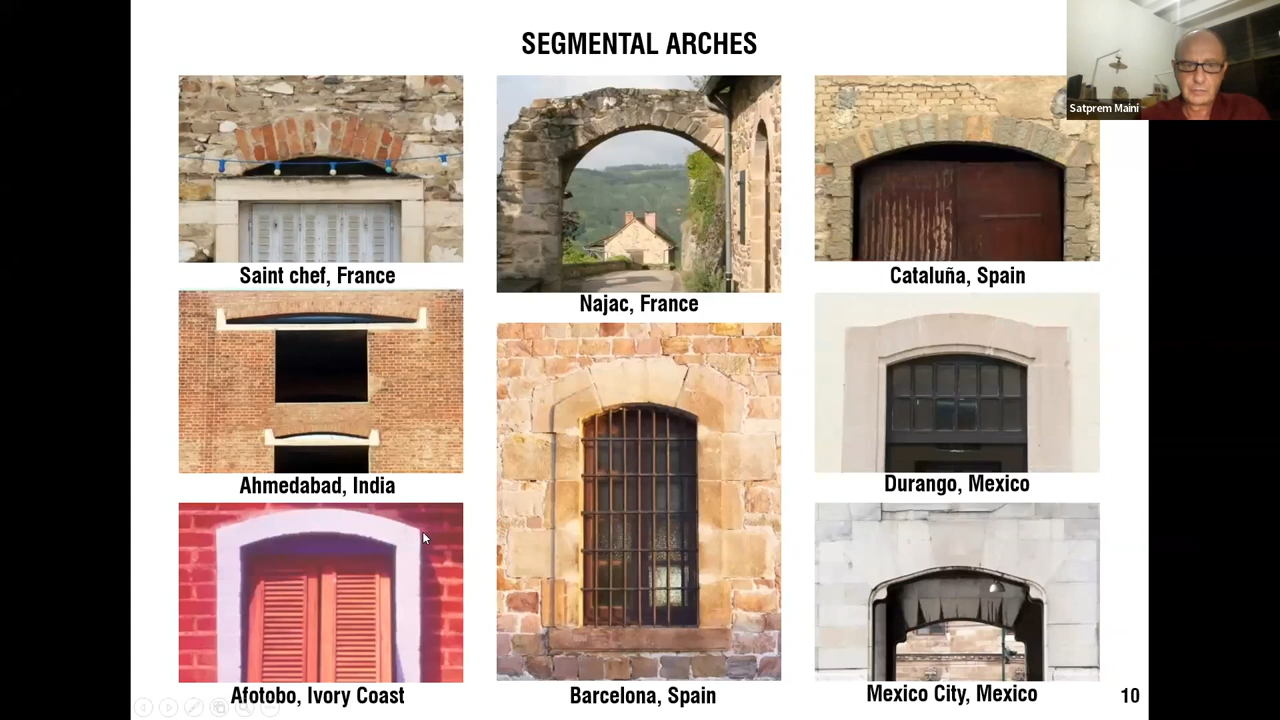 SEGMENTAL ARCHES
Satprem Maini
Saint chef, France
Najac, France
Cataluña, Spain
Ahmedabad, India
Durango, Mexico
Afotobo, Ivory Coast
Barcelona, Spain
Mexico City, Mexico
10